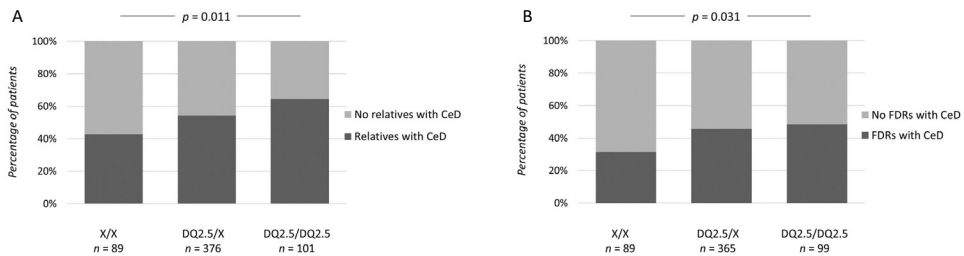 A
p = 0.011
Percentage of patients
100%
80%
60%
40%
20%
0%
No relatives with CeD
Relatives with CeD
X/X
n = 89
DQ2.5/X
n = 376
DQ2.5/DQ2.5
n = 101
B
p = 0.031
Percentage of patients
100%
80%
60%
40%
20%
0%
No FDRs with CeD
FDRs with CeD
X/X
n = 89
DQ2.5/X
n = 365
DQ2.5/DQ2.5
n = 99